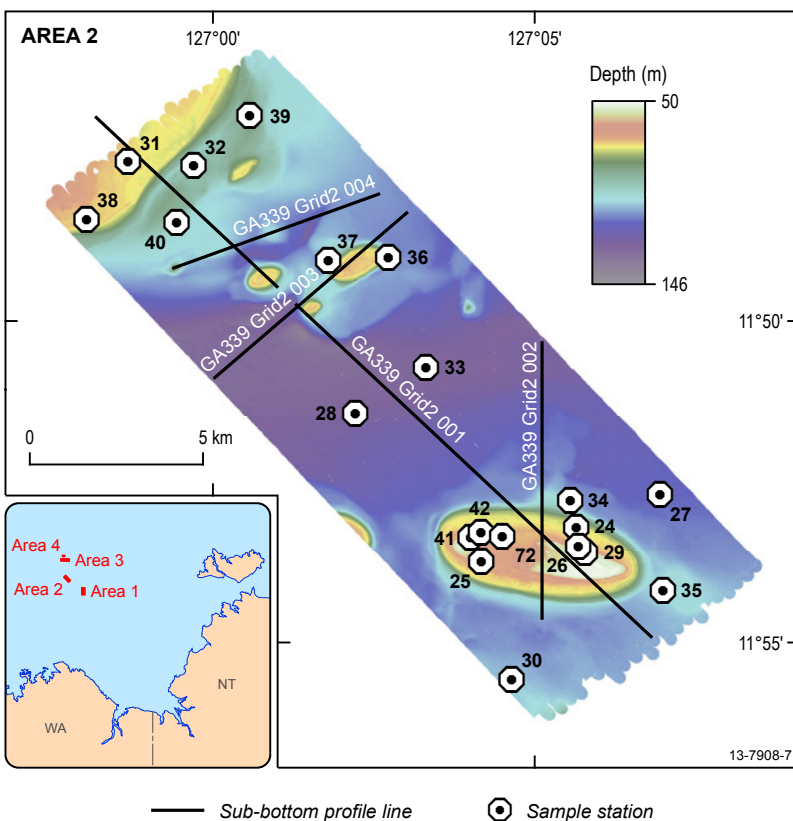 AREA 2
127°00'
127°05'
Depth (m)
50
146
39
31
32
38
40
GA339 Grid2 004
37
36
GA339 Grid2 003
11°50'
GA339 Grid2 001
GA339 Grid2 002
33
28
0
5 km
34
27
42
24
41
72
26
29
25
35
11°55'
30
Area 4
Area 3
Area 2
Area 1
NT
WA
13-7908-7
Sub-bottom profile line
Sample station